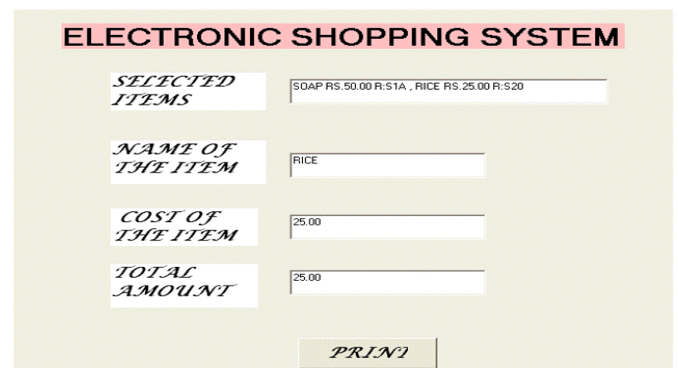 ELECTRONIC SHOPPING SYSTEM
SELECTED
ITEMS
SOAP RS.50.00 R:S1A , RICE RS.25.00 R:S20
NAME OF
THE ITEM
RICE
COST OF
THE ITEM
25.00
TOTAL
AMOUNT
25.00
PRINT